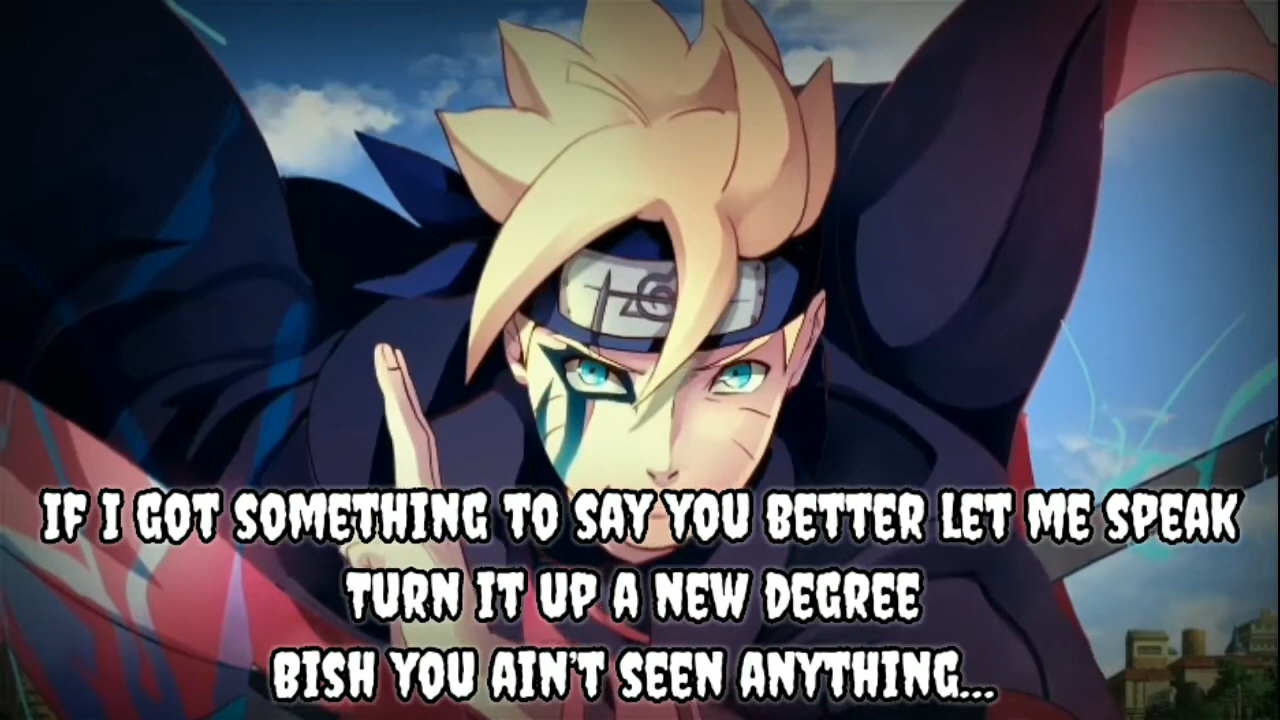 IF I GOT SOMETHING TO SAY YOU BETTER LET ME SPEAK
TURN IT UP A NEW DEGREE
BISH YOU AIN'T SEEN ANYTHING...